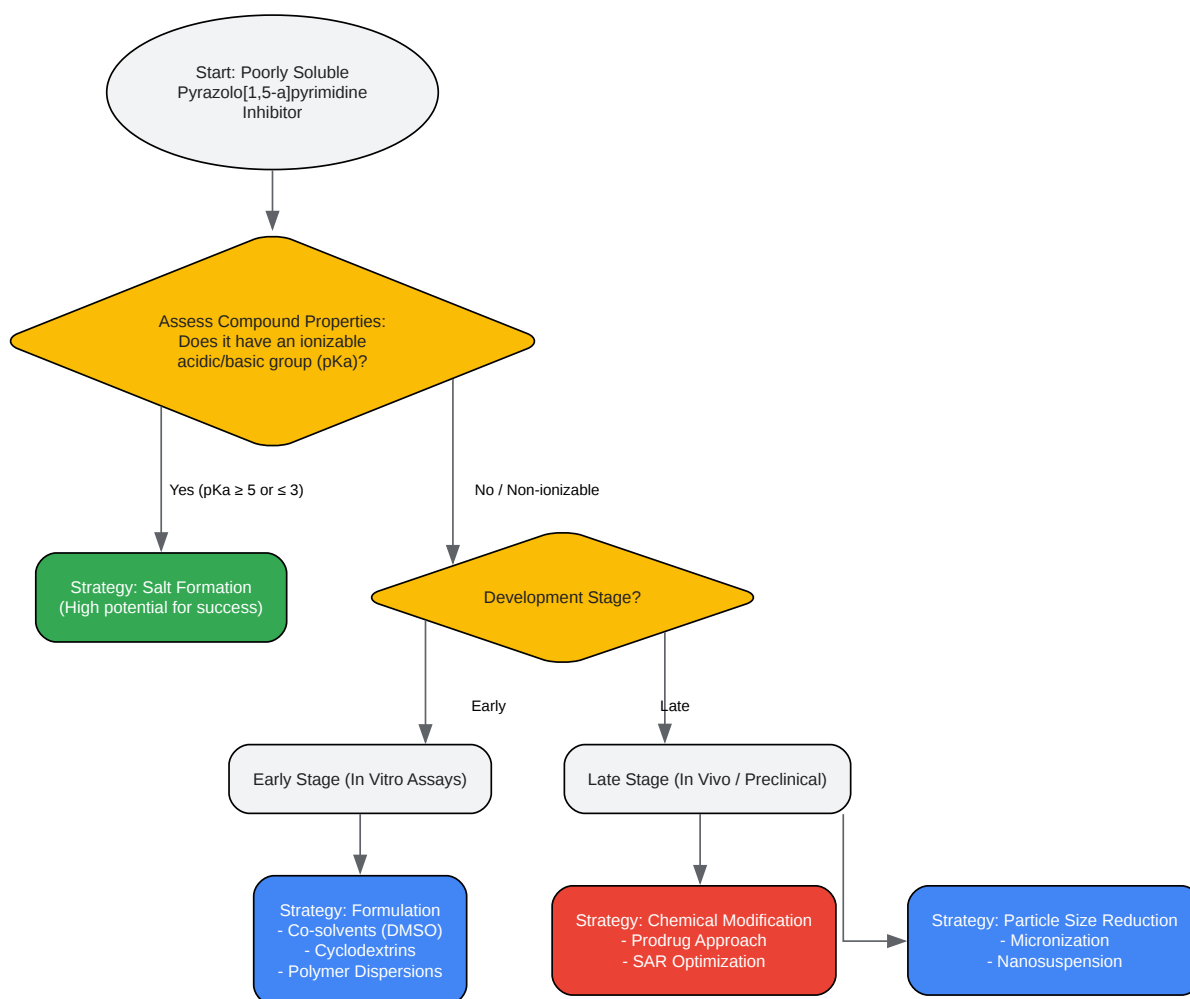 Start: Poorly Soluble
Pyrazolo[1,5-a]pyrimidine
Inhibitor
Assess Compound Properties:
Does it have an ionizable
acidic/basic group (pKa)?
Yes (pKa ≥ 5 or ≤ 3)
No / Non-ionizable
Strategy: Salt Formation
(High potential for success)
Development Stage?
Early
Late
Early Stage (In Vitro Assays)
Late Stage (In Vivo / Preclinical)
Strategy: Formulation
- Co-solvents (DMSO)
- Cyclodextrins
- Polymer Dispersions
Strategy: Chemical Modification
- Prodrug Approach
- SAR Optimization
Strategy: Particle Size Reduction
- Micronization
- Nanosuspension